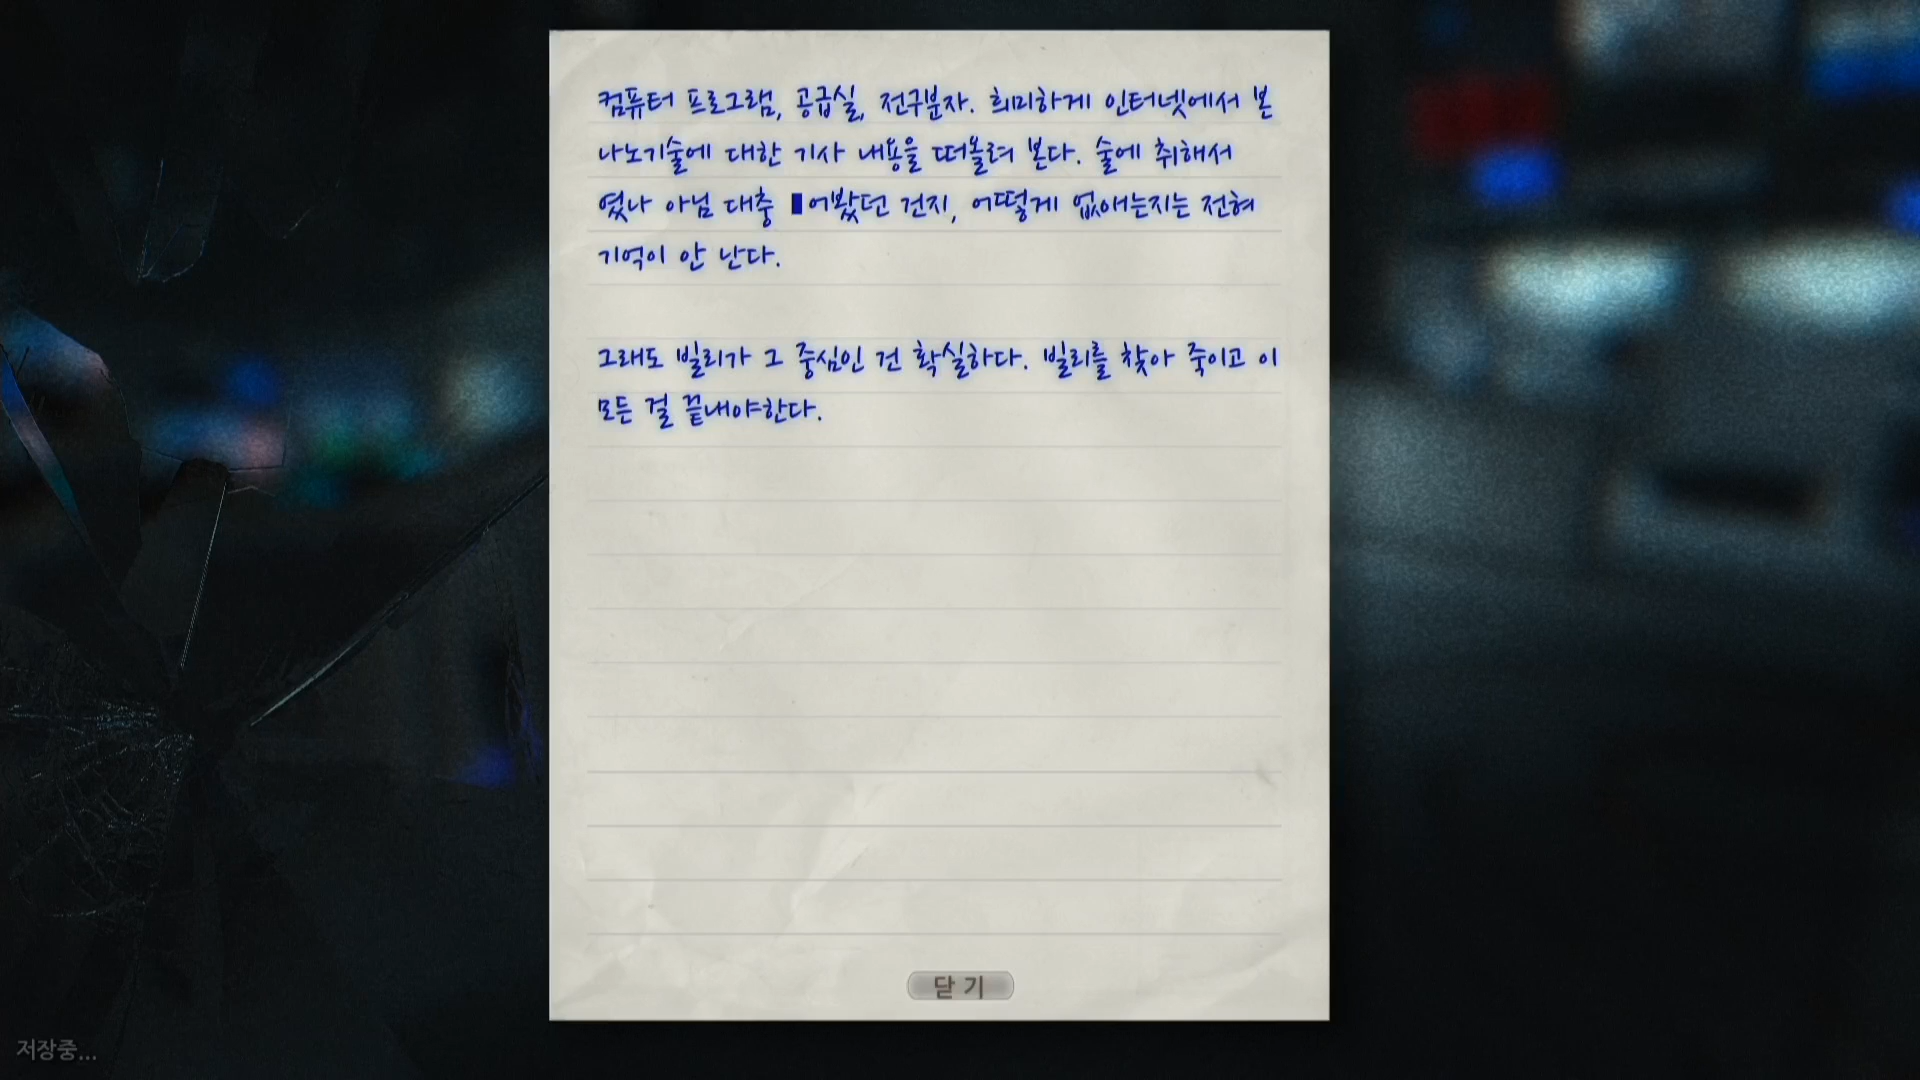 컴퓨터 프로그램, 공급실, 전구분자. 희미하게 인터넷에서 본
나노기술에 대한 기사 내용을 떠올려 본다. 술에 취해서
였나 아님 대충 ▮어봤던 건지, 어떻게 없애는지는 전혀
기억이 안 난다.
그래도 빌리가 그 중심인 건 확실하다. 빌리를 찾아 죽이고 이
모든 걸 끝내야한다.
닫기
저장중...